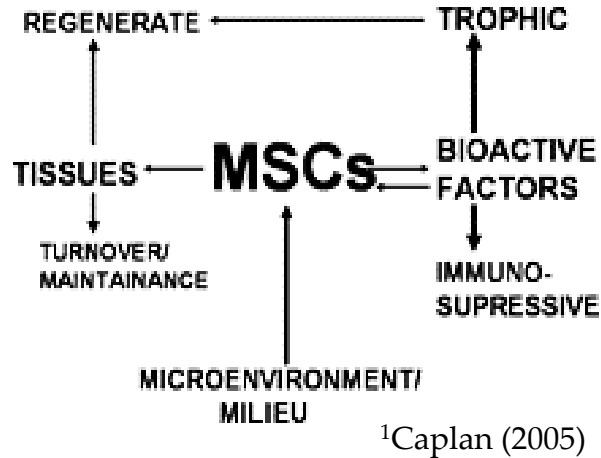 REGENERATE
TROPHIC
MSCs
BIOACTIVE
FACTORS
TISSUES
TURNOVER/
MAINTAINANCE
IMMUNO-
SUPRESSIVE
MICROENVIRONMENT/
MILIEU
¹Caplan (2005)